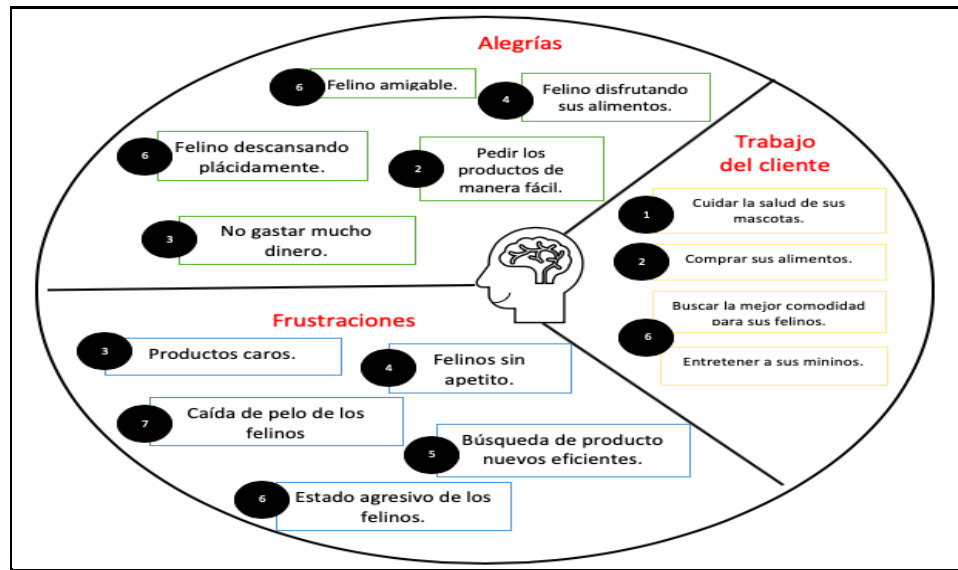 Alegrías
6
Felino amigable.
4
Felino disfrutando
sus alimentos.
6
Felino descansando
plácidamente.
2
Pedir los
productos de
manera fácil.
3
No gastar mucho
dinero.
Trabajo
del cliente
1
Cuidar la salud de sus
mascotas.
2
Comprar sus alimentos.
6
Buscar la mejor comodidad
para sus felinos.
Entretener a sus mininos.
Frustraciones
3
Productos caros.
4
Felinos sin
apetito.
7
Caída de pelo de los
felinos
5
Búsqueda de producto
nuevos eficientes.
6
Estado agresivo de los
felinos.